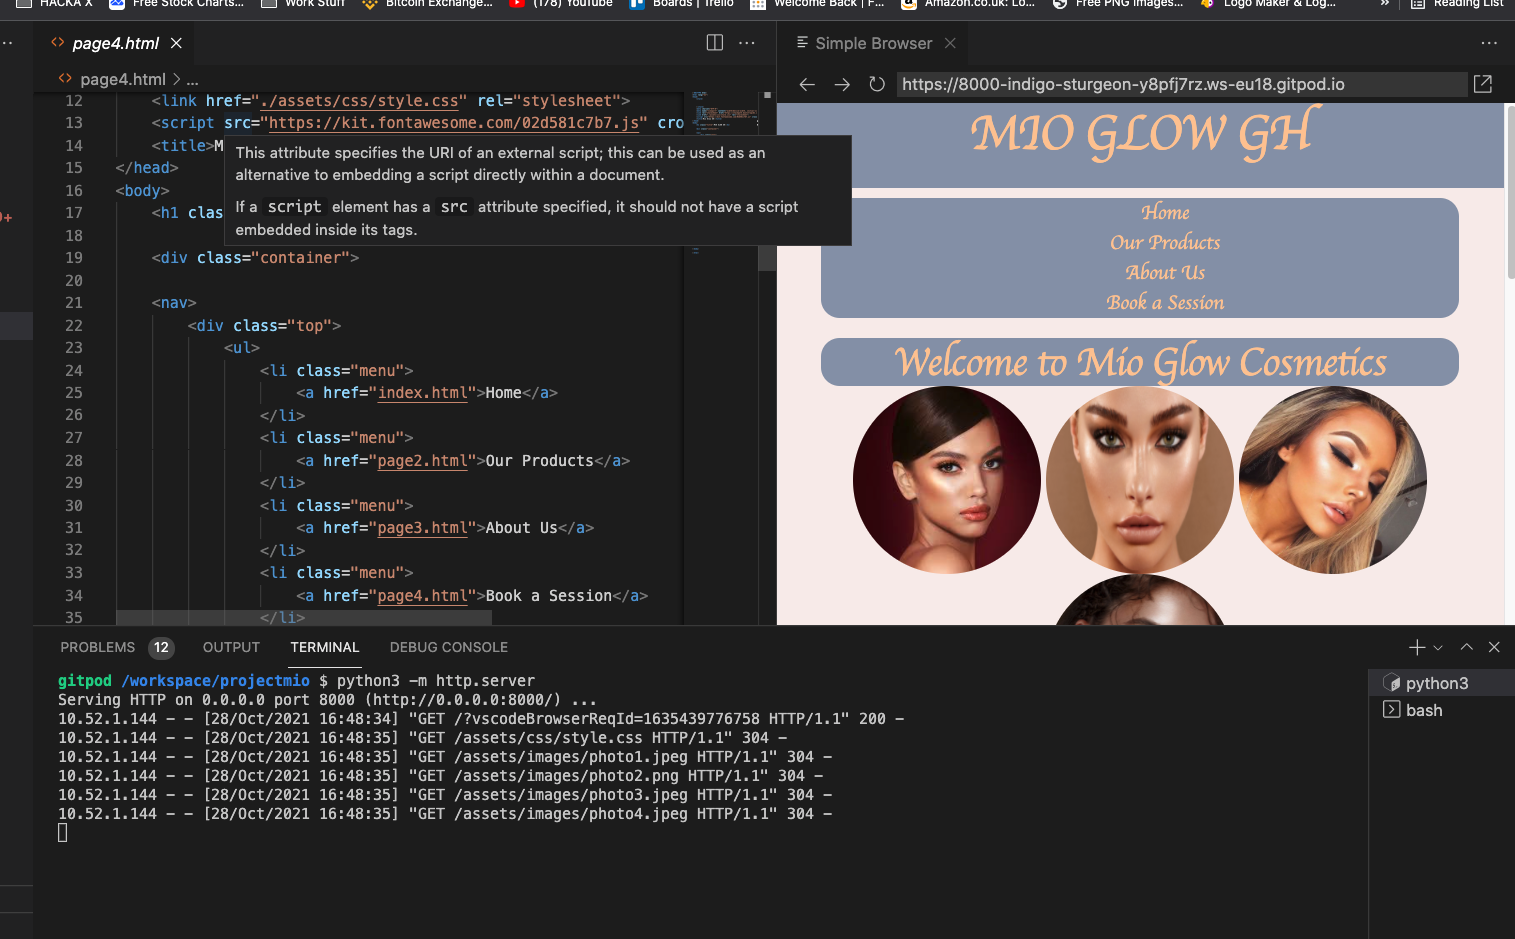 HACKA X
Free Stock Charts...
Work Stuff
Bitcoin Exchange...
(178) YouTube
Boards | Trello
Welcome Back | F...
Amazon.co.uk: Lo...
Free PNG Images...
Logo Maker & Log...
»
Reading List
page4.html
Simple Browser
page4.html > ...
https://8000-indigo-sturgeon-y8pfj7rz.ws-eu18.gitpod.io
12 <link href="./assets/css/style.css" rel="stylesheet">
13 <script src="https://kit.fontawesome.com/02d581c7b7.js" cro
14 <title>M
This attribute specifies the URI of an external script; this can be used as an
alternative to embedding a script directly within a document.
If a script element has a src attribute specified, it should not have a script
embedded inside its tags.
15 </head>
16 <body>
17 <h1 clas
18
19 <div class="container">
20
21 <nav>
22 <div class="top">
23 <ul>
24 <li class="menu">
25 <a href="index.html">Home</a>
26 </li>
27 <li class="menu">
28 <a href="page2.html">Our Products</a>
29 </li>
30 <li class="menu">
31 <a href="page3.html">About Us</a>
32 </li>
33 <li class="menu">
34 <a href="page4.html">Book a Session</a>
35 </li>
MIO GLOW GH
Home
Our Products
About Us
Book a Session
Welcome to Mio Glow Cosmetics
PROBLEMS 12 OUTPUT TERMINAL DEBUG CONSOLE
gitpod /workspace/projectmio $ python3 -m http.server
Serving HTTP on 0.0.0.0 port 8000 (http://0.0.0.0:8000/) ...
10.52.1.144 - - [28/Oct/2021 16:48:34] "GET /?vscodeBrowserReqId=1635439776758 HTTP/1.1" 200 -
10.52.1.144 - - [28/Oct/2021 16:48:35] "GET /assets/css/style.css HTTP/1.1" 304 -
10.52.1.144 - - [28/Oct/2021 16:48:35] "GET /assets/images/photo1.jpeg HTTP/1.1" 304 -
10.52.1.144 - - [28/Oct/2021 16:48:35] "GET /assets/images/photo2.png HTTP/1.1" 304 -
10.52.1.144 - - [28/Oct/2021 16:48:35] "GET /assets/images/photo3.jpeg HTTP/1.1" 304 -
10.52.1.144 - - [28/Oct/2021 16:48:35] "GET /assets/images/photo4.jpeg HTTP/1.1" 304 -
python3
bash